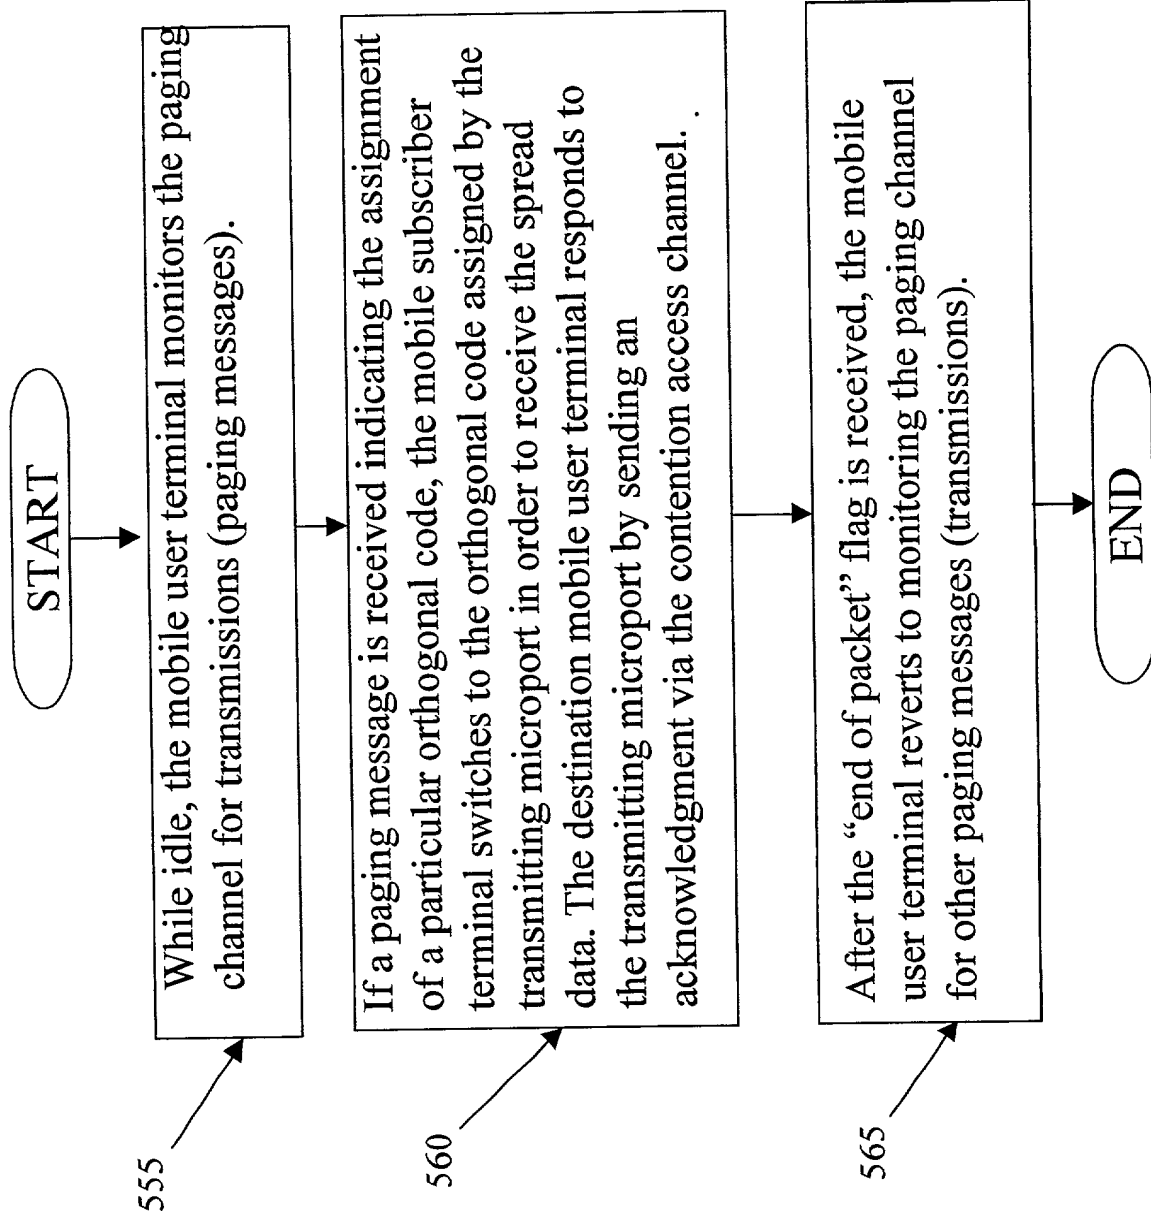 START
While idle, the mobile user terminal monitors the paging
channel for transmissions (paging messages).
555
If a paging message is received indicating the assignment
of a particular orthogonal code, the mobile subscriber
terminal switches to the orthogonal code assigned by the
transmitting microport in order to receive the spread
data. The destination mobile user terminal responds to
the transmitting microport by sending an
acknowledgment via the contention access channel. .
560
After the “end of packet” flag is received, the mobile
user terminal reverts to monitoring the paging channel
for other paging messages (transmissions).
565
END